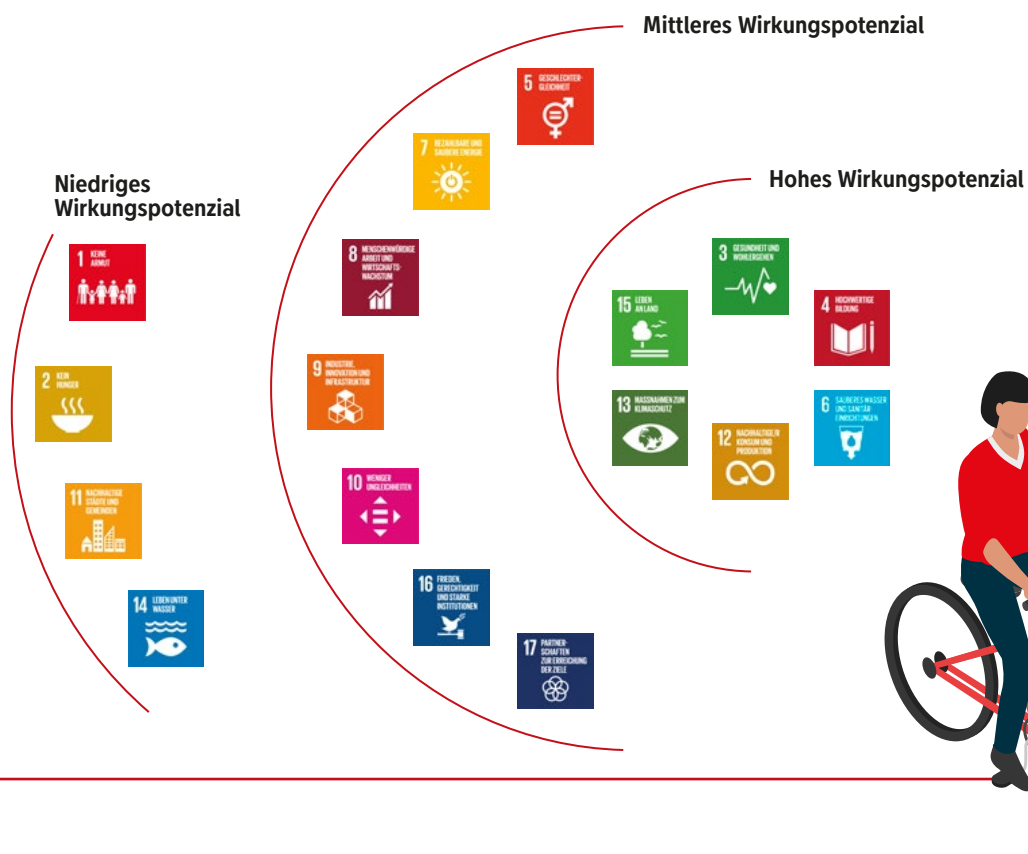 Mittleres Wirkungspotenzial
5 GESCHLECHTER-
GLEICHHEIT
7 BEZAHLBARE UND
SAUBERE ENERGIE
Niedriges
Wirkungspotenzial
Hohes Wirkungspotenzial
1 KEINE
ARMUT
8 MENSCHENWÜRDIGE
ARBEIT UND
WIRTSCHAFTS-
WACHSTUM
3 GESUNDHEIT UND
WOHLERGEHEN
15 LEBEN
AN LAND
4 HOCHWERTIGE
BILDUNG
2 KEIN
HUNGER
9 INDUSTRIE,
INNOVATION UND
INFRASTRUKTUR
13 MASSNAHMEN ZUM
KLIMASCHUTZ
12 NACHHALTIGE/R
KONSUM UND
PRODUKTION
6 SAUBERES WASSER
UND SANITÄR-
EINRICHTUNGEN
11 NACHHALTIGE
STÄDTE UND
GEMEINDEN
10 WENIGER
UNGLEICHHEITEN
14 LEBEN UNTER
WASSER
16 FRIEDEN,
GERECHTIGKEIT
UND STARKE
INSTITUTIONEN
17 PARTNER-
SCHAFTEN
ZUR ERREICHUNG
DER ZIELE